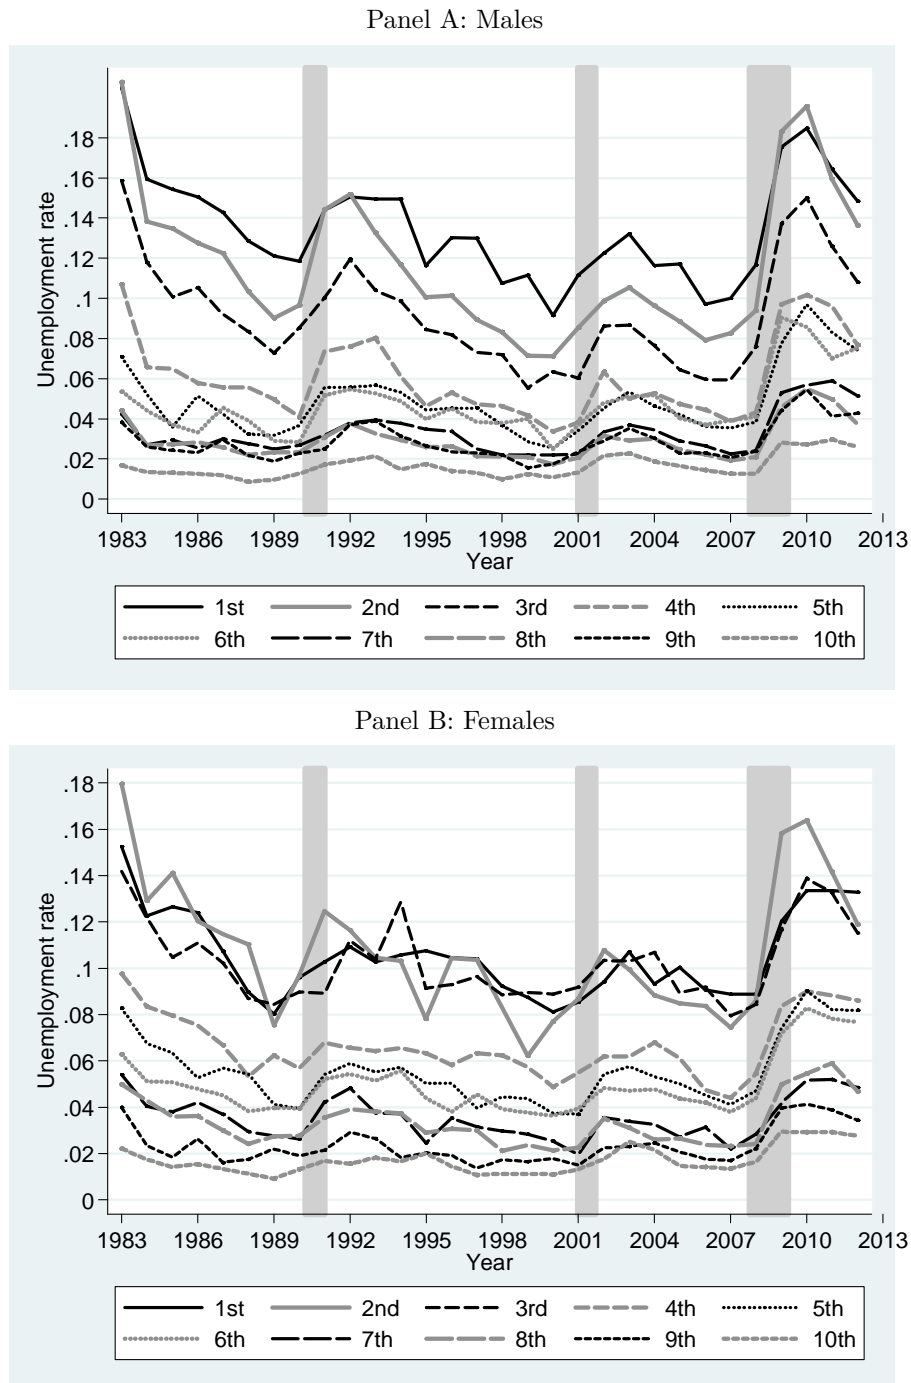 Panel A: Males
Unemployment rate
.18
.16
.14
.12
.1
.08
.06
.04
.02
0
1983 1986 1989 1992 1995 1998 2001 2004 2007 2010 2013
Year
1st 2nd 3rd 4th 5th
6th 7th 8th 9th 10th
Panel B: Females
Unemployment rate
.18
.16
.14
.12
.1
.08
.06
.04
.02
0
1983 1986 1989 1992 1995 1998 2001 2004 2007 2010 2013
Year
1st 2nd 3rd 4th 5th
6th 7th 8th 9th 10th